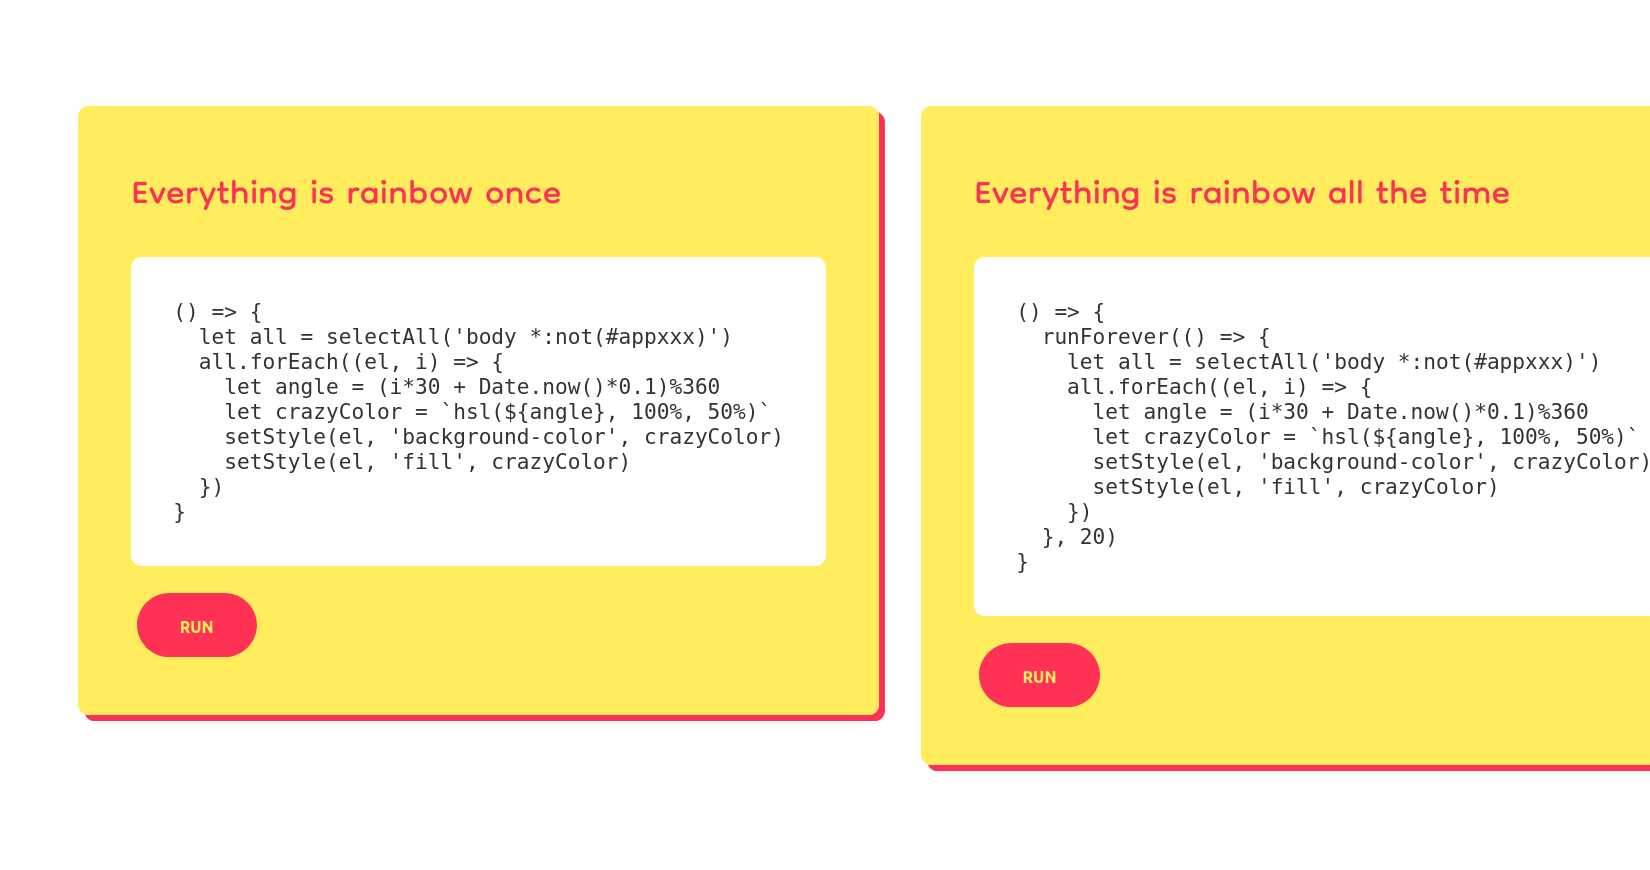 Everything is rainbow once
() => {
  let all = selectAll('body *:not(#appxxx)')
  all.forEach((el, i) => {
    let angle = (i*30 + Date.now()*0.1)%360
    let crazyColor = `hsl(${angle}, 100%, 50%)`
    setStyle(el, 'background-color', crazyColor)
    setStyle(el, 'fill', crazyColor)
  })
}
RUN
Everything is rainbow all the time
() => {
  runForever(() => {
    let all = selectAll('body *:not(#appxxx)')
    all.forEach((el, i) => {
      let angle = (i*30 + Date.now()*0.1)%360
      let crazyColor = `hsl(${angle}, 100%, 50%)`
      setStyle(el, 'background-color', crazyColor)
      setStyle(el, 'fill', crazyColor)
    })
  }, 20)
}
RUN